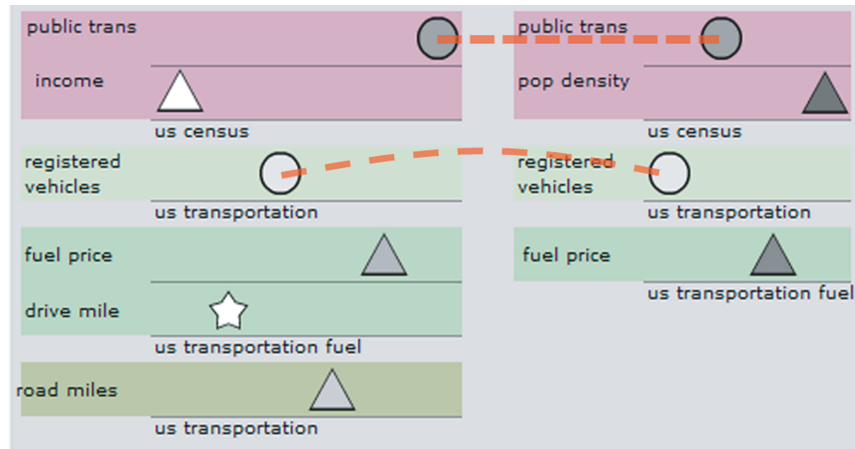 public trans
income
us census
registered
vehicles
us transportation
fuel price
drive mile
us transportation fuel
road miles
us transportation
public trans
pop density
us census
registered
vehicles
us transportation
fuel price
us transportation fuel